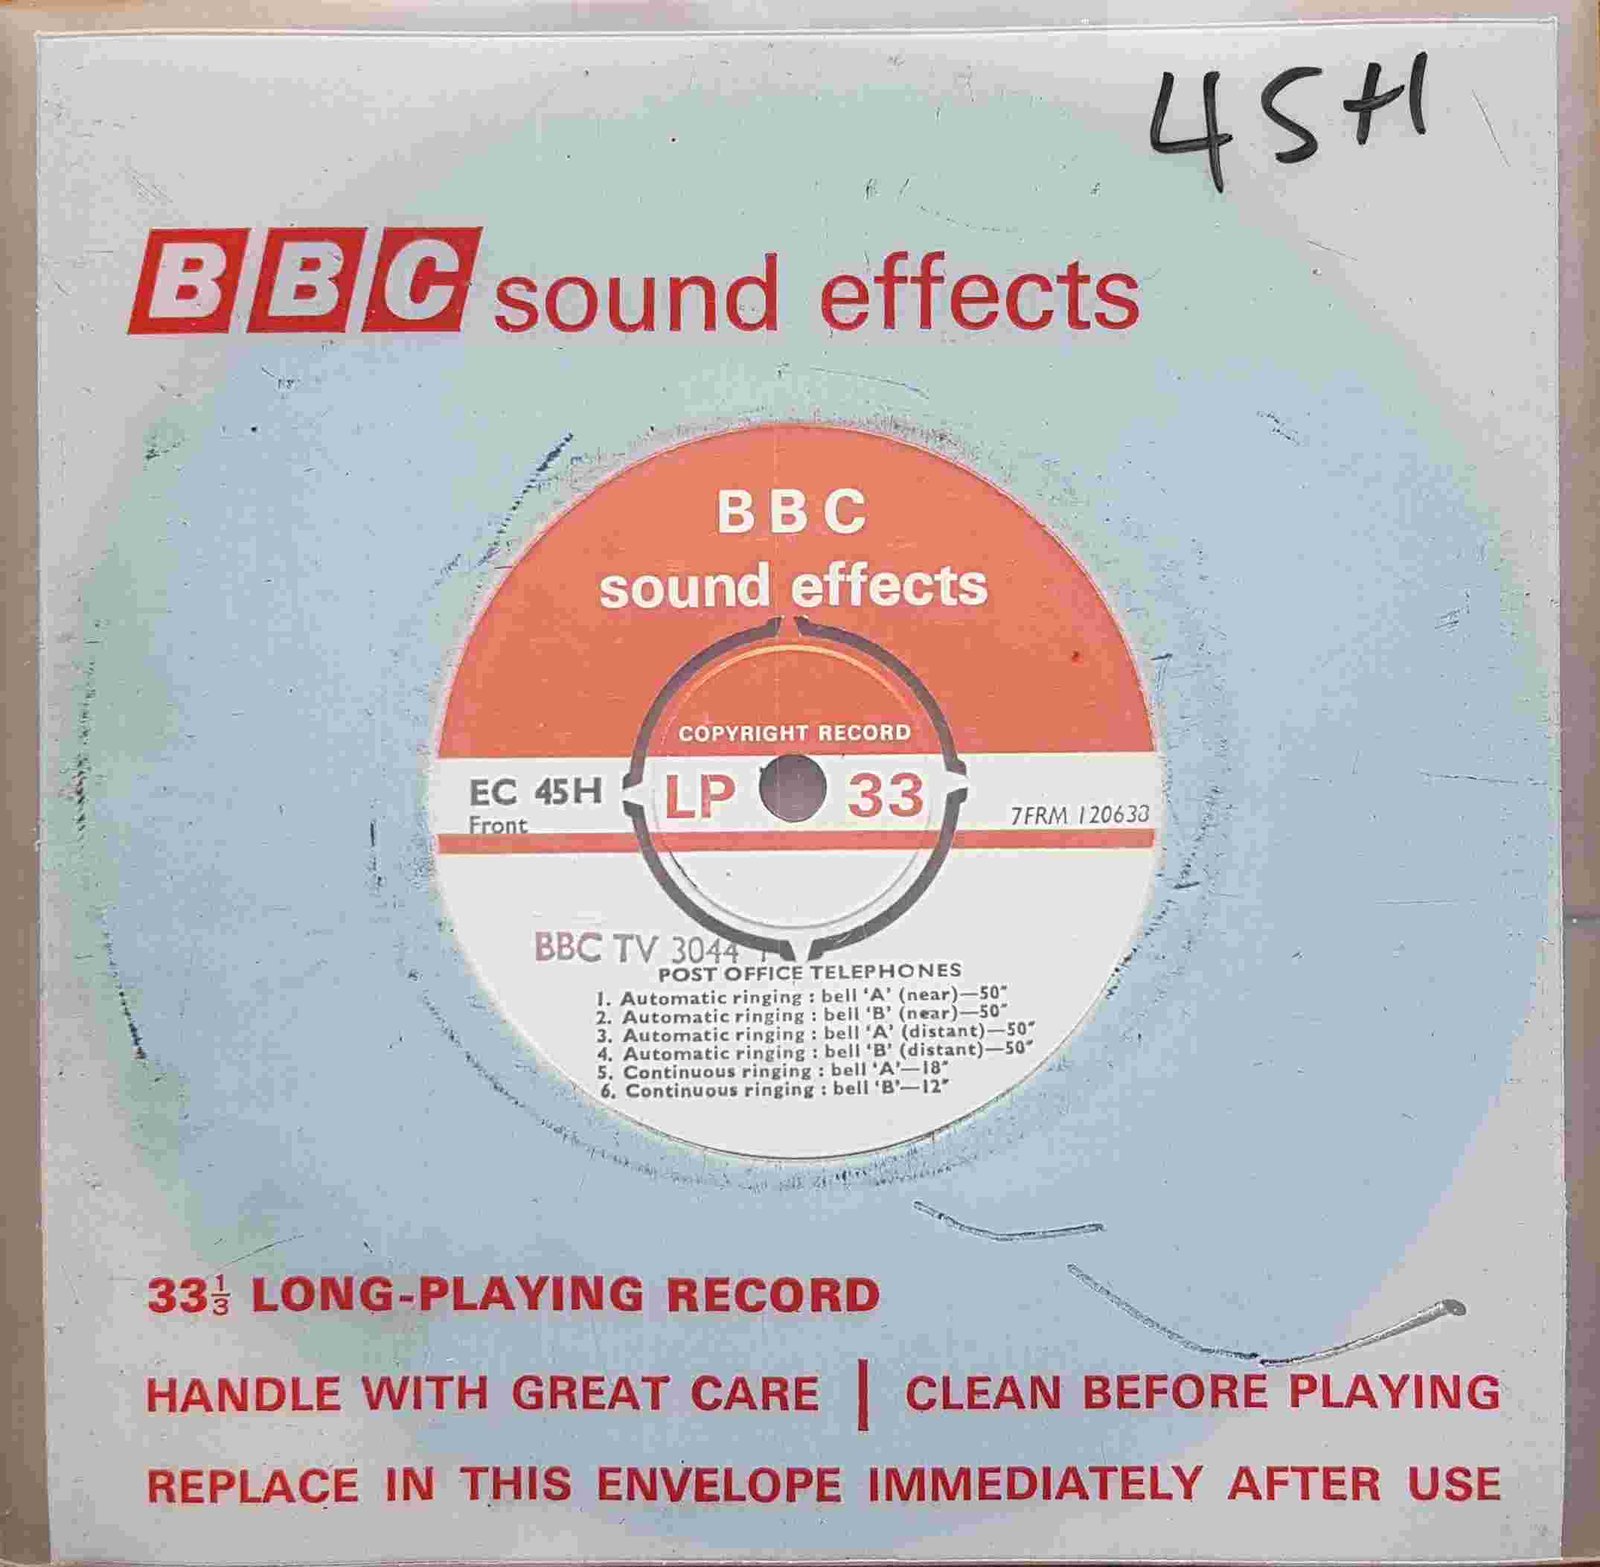 45H
BBC sound effects
BBC
sound effects
COPYRIGHT RECORD
EC 45H LP 33
Front 7FRM 120633
BBC TV 3044
POST OFFICE TELEPHONES
1. Automatic ringing : bell 'A' (near)—50"
2. Automatic ringing : bell 'B' (near)—50"
3. Automatic ringing : bell 'A' (distant)—50"
4. Automatic ringing : bell 'B' (distant)—50"
5. Continuous ringing : bell 'A'—18"
6. Continuous ringing : bell 'B'—12"
33⅓ LONG-PLAYING RECORD
HANDLE WITH GREAT CARE | CLEAN BEFORE PLAYING
REPLACE IN THIS ENVELOPE IMMEDIATELY AFTER USE